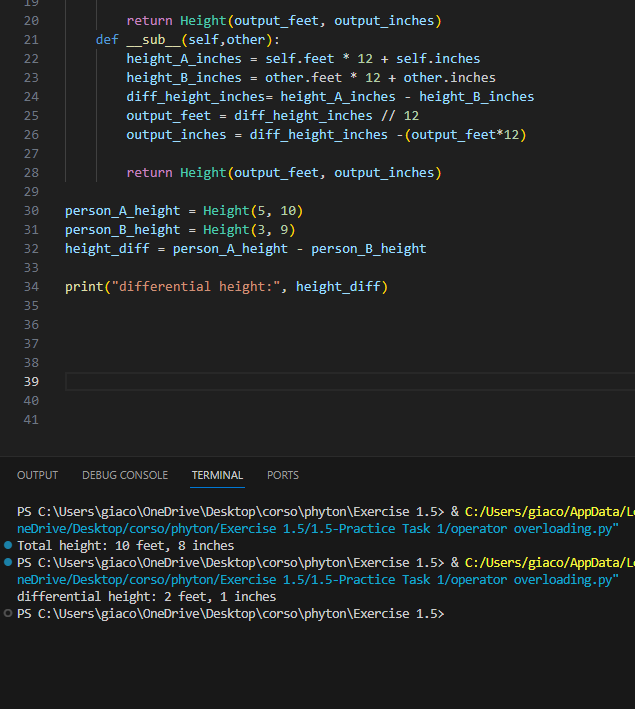 19
20 return Height(output_feet, output_inches)
21 def __sub__(self,other):
22 height_A_inches = self.feet * 12 + self.inches
23 height_B_inches = other.feet * 12 + other.inches
24 diff_height_inches= height_A_inches - height_B_inches
25 output_feet = diff_height_inches // 12
26 output_inches = diff_height_inches -(output_feet*12)
27
28 return Height(output_feet, output_inches)
29
30 person_A_height = Height(5, 10)
31 person_B_height = Height(3, 9)
32 height_diff = person_A_height - person_B_height
33
34 print("differential height:", height_diff)
35
36
37
38
39
40
41
OUTPUT DEBUG CONSOLE TERMINAL PORTS
PS C:\Users\giaco\OneDrive\Desktop\corso\phyton\Exercise 1.5> & C:/Users/giaco/AppData/Lo
neDrive/Desktop/corso/phyton/Exercise 1.5/1.5-Practice Task 1/operator overloading.py"
Total height: 10 feet, 8 inches
PS C:\Users\giaco\OneDrive\Desktop\corso\phyton\Exercise 1.5> & C:/Users/giaco/AppData/Lo
neDrive/Desktop/corso/phyton/Exercise 1.5/1.5-Practice Task 1/operator overloading.py"
differential height: 2 feet, 1 inches
PS C:\Users\giaco\OneDrive\Desktop\corso\phyton\Exercise 1.5>